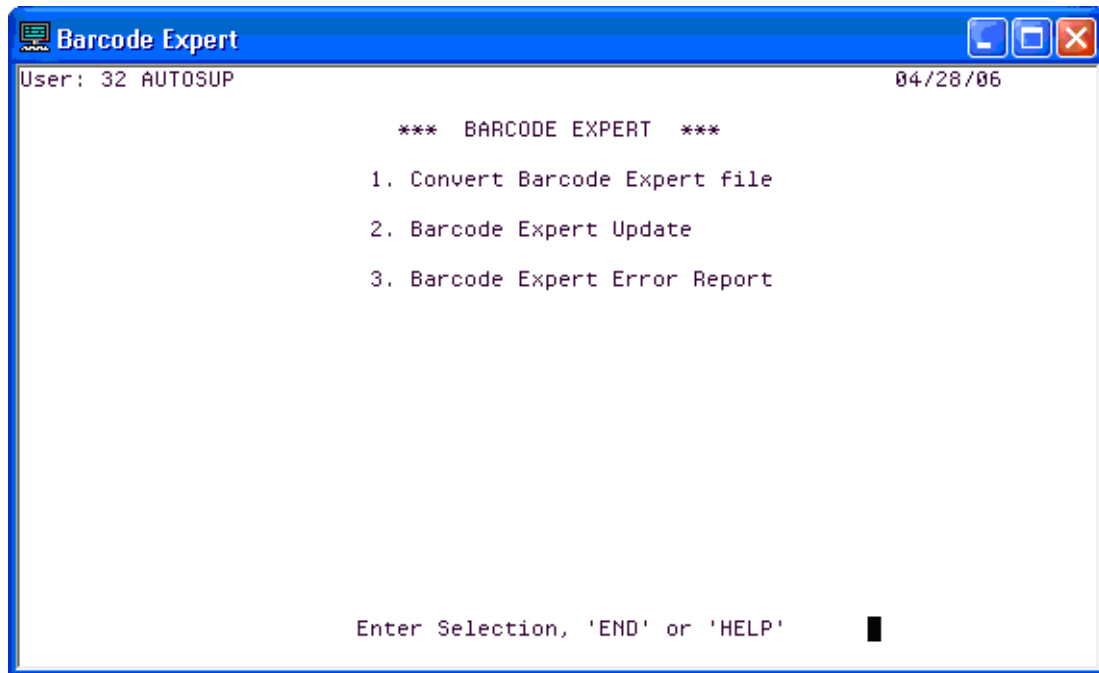 Barcode Expert
User: 32 AUTOSUP 04/28/06
*** BARCODE EXPERT ***
1. Convert Barcode Expert file
2. Barcode Expert Update
3. Barcode Expert Error Report
Enter Selection, 'END' or 'HELP'